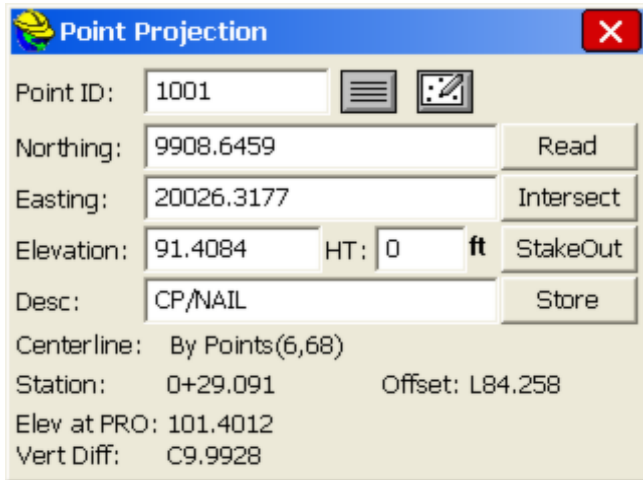 Point Projection
Point ID: 1001
Northing: 9908.6459 Read
Easting: 20026.3177 Intersect
Elevation: 91.4084 HT: 0 ft StakeOut
Desc: CP/NAIL Store
Centerline: By Points(6,68)
Station: 0+29.091 Offset: L84.258
Elev at PRO: 101.4012
Vert Diff: C9.9928